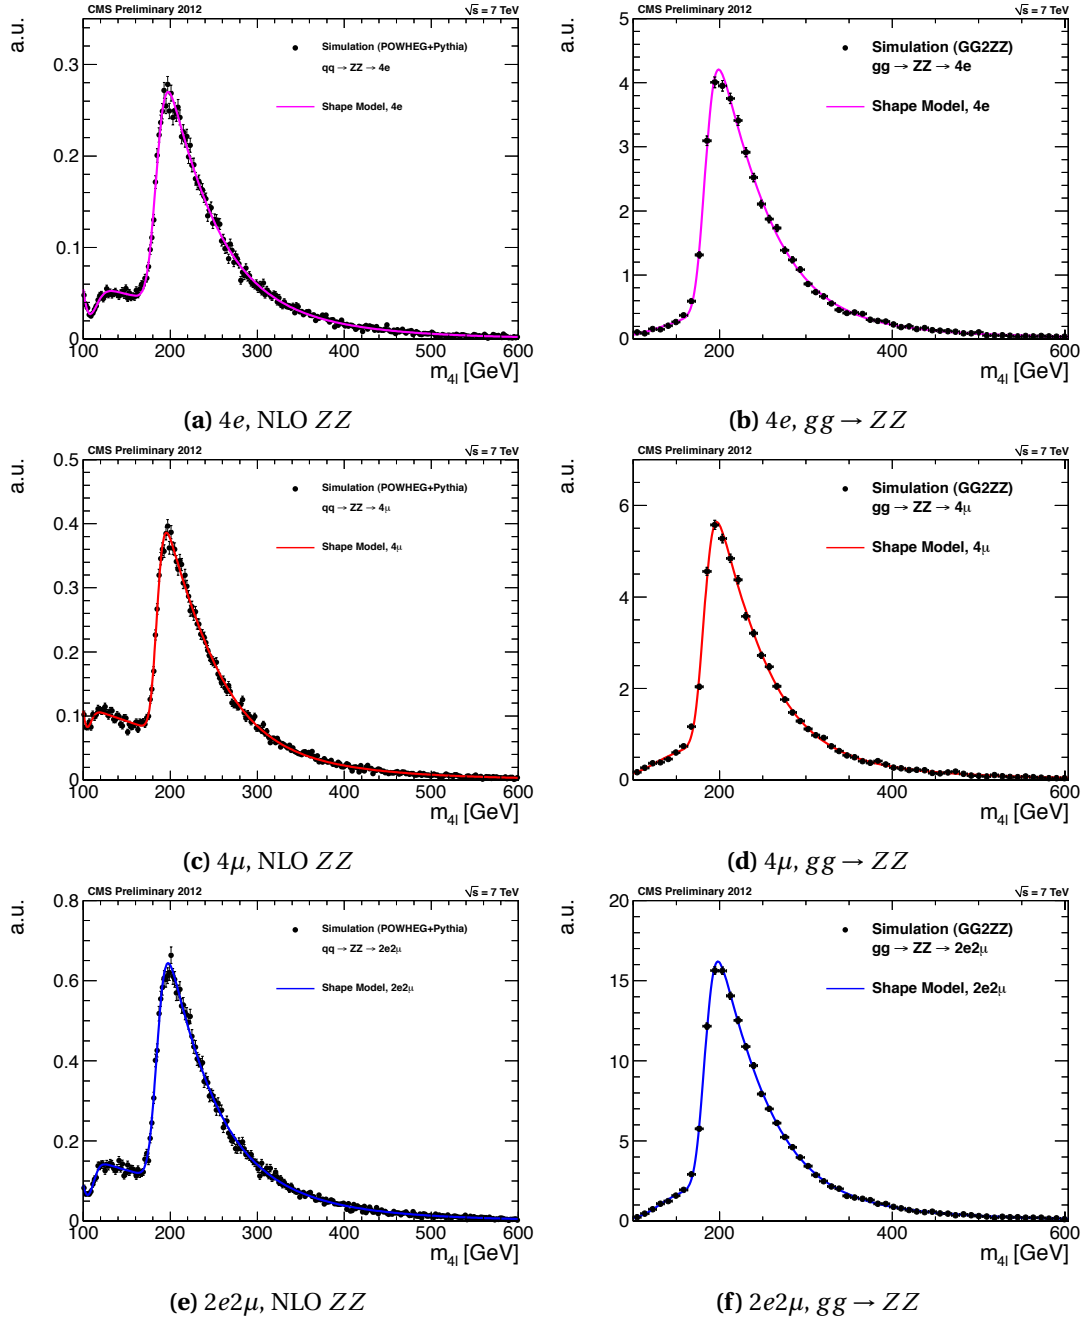 CMS Preliminary 2012
√s = 7 TeV
a.u.
Simulation (POWHEG+Pythia)
qq → ZZ → 4e
Shape Model, 4e
0.3
0.2
0.1
0
100 200 300 400 500 600
m4l [GeV]
(a) 4e, NLO ZZ
CMS Preliminary 2012
√s = 7 TeV
a.u.
Simulation (GG2ZZ)
gg → ZZ → 4e
Shape Model, 4e
5
4
3
2
1
0
200 400 600
m4l [GeV]
(b) 4e, gg → ZZ
CMS Preliminary 2012
√s = 7 TeV
a.u.
Simulation (POWHEG+Pythia)
qq → ZZ → 4μ
Shape Model, 4μ
0.5
0.4
0.3
0.2
0.1
0
100 200 300 400 500 600
m4l [GeV]
(c) 4μ, NLO ZZ
CMS Preliminary 2012
√s = 7 TeV
a.u.
Simulation (GG2ZZ)
gg → ZZ → 4μ
Shape Model, 4μ
6
4
2
0
200 400 600
m4l [GeV]
(d) 4μ, gg → ZZ
CMS Preliminary 2012
√s = 7 TeV
a.u.
Simulation (POWHEG+Pythia)
qq → ZZ → 2e2μ
Shape Model, 2e2μ
0.8
0.6
0.4
0.2
0
100 200 300 400 500 600
m4l [GeV]
(e) 2e2μ, NLO ZZ
CMS Preliminary 2012
√s = 7 TeV
a.u.
Simulation (GG2ZZ)
gg → ZZ → 2e2μ
Shape Model, 2e2μ
20
15
10
5
0
200 400 600
m4l [GeV]
(f) 2e2μ, gg → ZZ